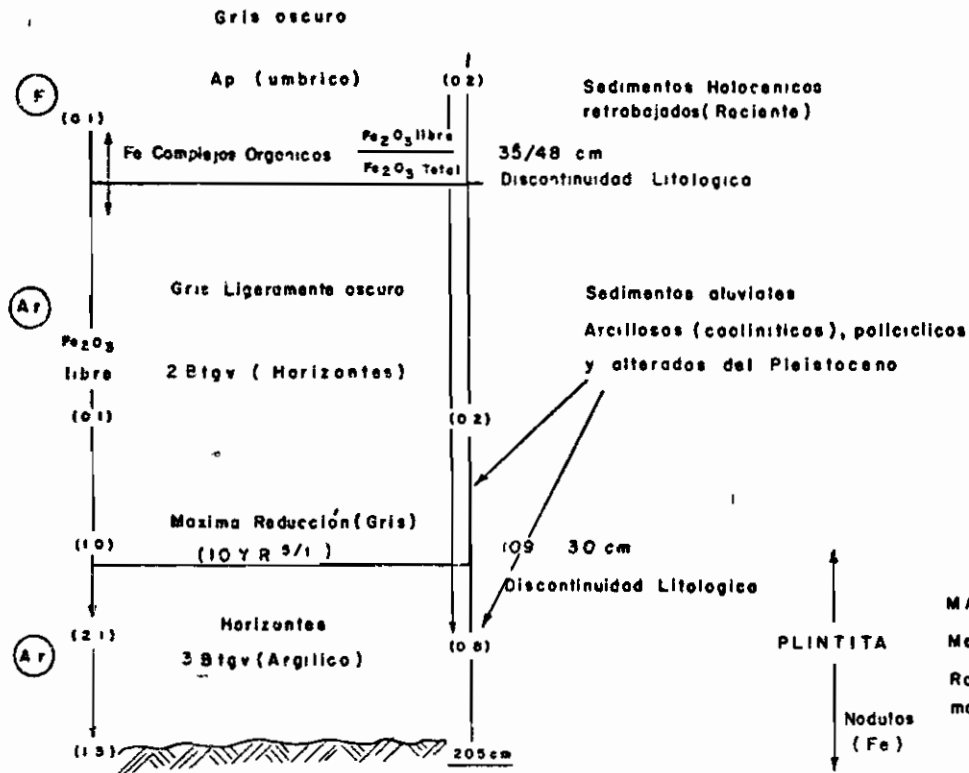 Gris oscuro
Ap (umbrico)
(0 2)
Sedimentos Holocenicos
retrabajados (Reciente)
F
(0 1)
Fe Complejos Organicos
Fe2O3 libre
Fe2O3 Total
35/48 cm
Discontinuidad Litologica
Gris Ligeramente oscuro
Sedimentos aluviales
Arcillosos (caoliniticos), policiclicos
y alterados del Pleistoceno
Ar
Fe2O3
libre
2 Btgv (Horizontes)
(0 1)
(0 2)
Maxima Reducción (Gris)
(10 Y R 5/1)
(1 0)
109 30 cm
Discontinuidad Litologica
Horizontes
3 Btgv (Argilico)
(2 1)
(0 8)
Ar
PLINTITA
Nodulos
(Fe)
(1 3)
205 cm